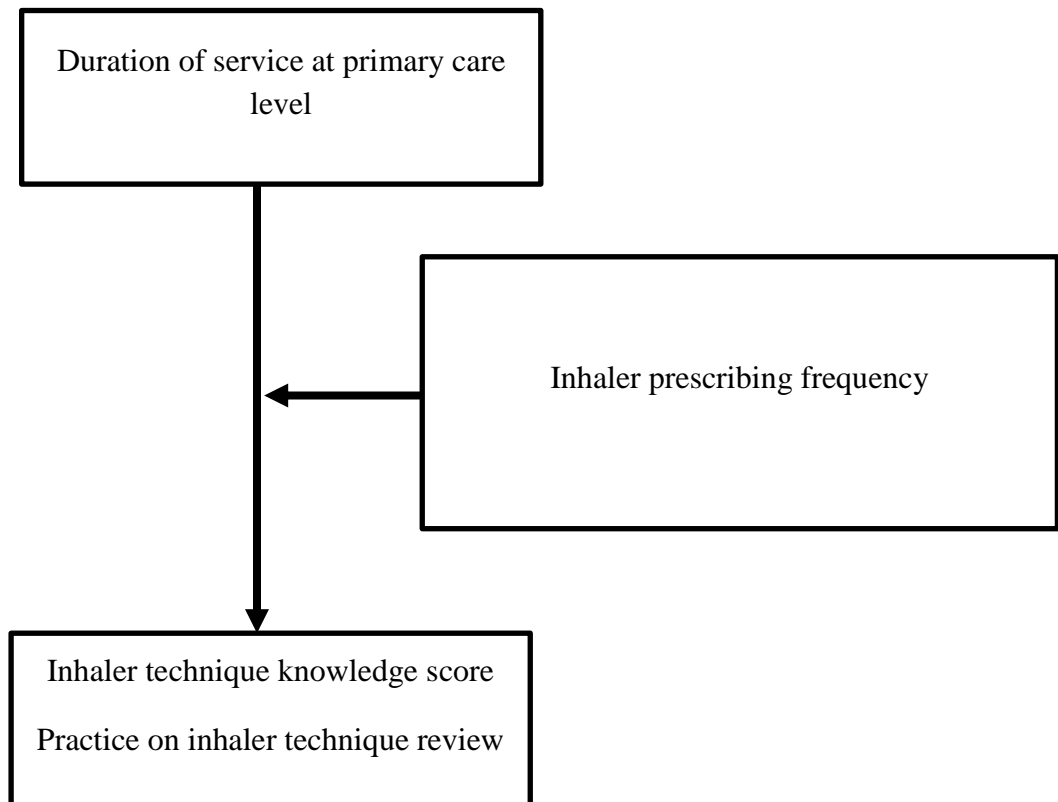 Duration of service at primary care
level
Inhaler prescribing frequency
Inhaler technique knowledge score
Practice on inhaler technique review